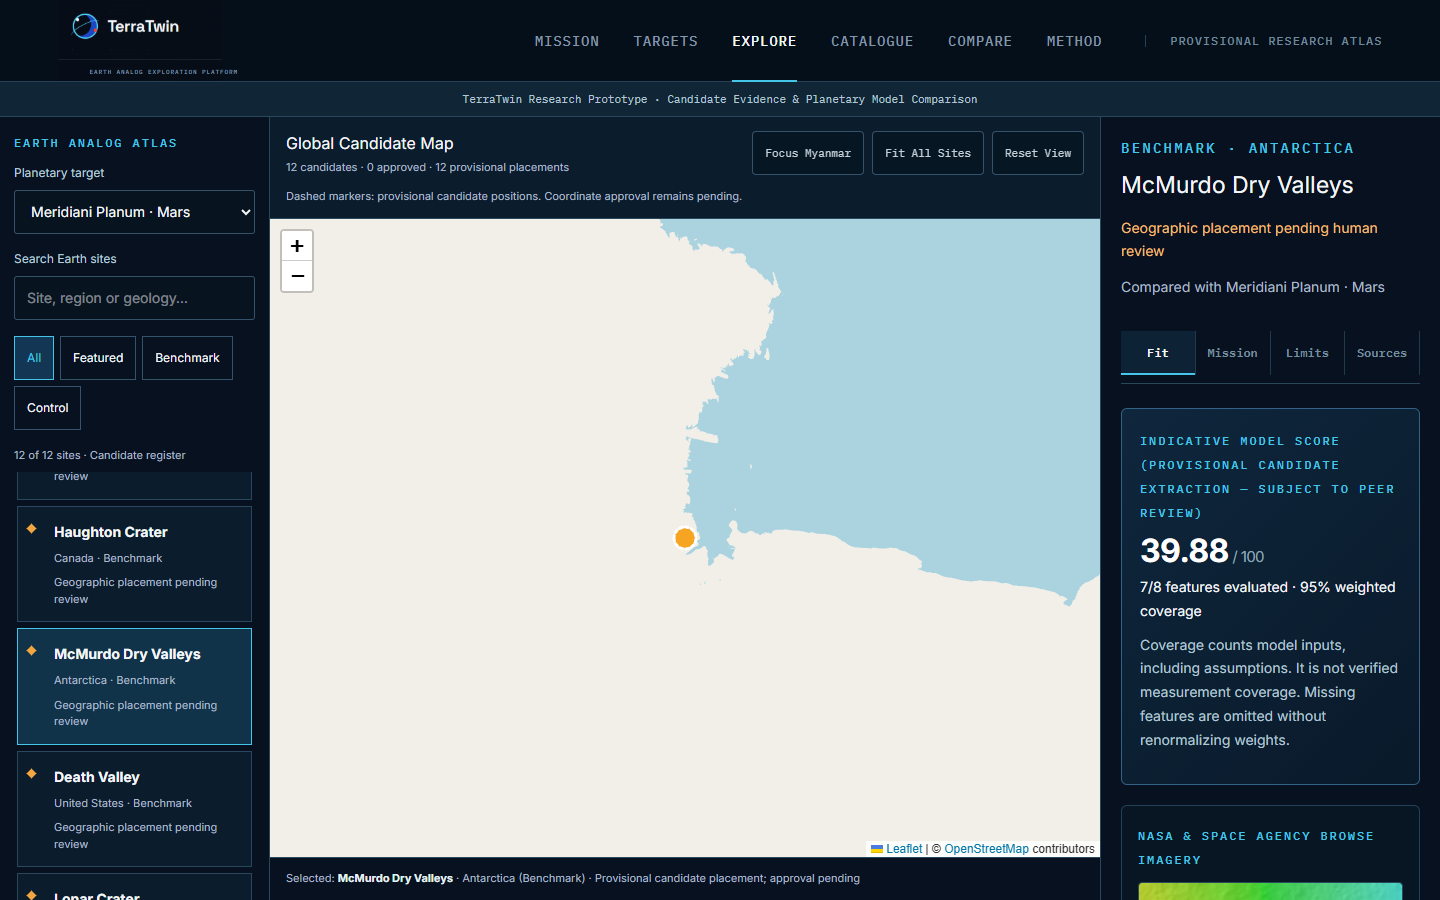 TerraTwin
EARTH ANALOG EXPLORATION PLATFORM
MISSION
TARGETS
EXPLORE
CATALOGUE
COMPARE
METHOD
PROVISIONAL RESEARCH ATLAS
TerraTwin Research Prototype · Candidate Evidence & Planetary Model Comparison
EARTH ANALOG ATLAS
Planetary target
Meridiani Planum · Mars
Search Earth sites
Site, region or geology...
All
Featured
Benchmark
Control
12 of 12 sites · Candidate register
review
Haughton Crater
Canada · Benchmark
Geographic placement pending
review
McMurdo Dry Valleys
Antarctica · Benchmark
Geographic placement pending
review
Death Valley
United States · Benchmark
Geographic placement pending
review
Lonar Crater
Global Candidate Map
12 candidates · 0 approved · 12 provisional placements
Dashed markers: provisional candidate positions. Coordinate approval remains pending.
Focus Myanmar
Fit All Sites
Reset View
+
−
Leaflet | © OpenStreetMap contributors
Selected: McMurdo Dry Valleys · Antarctica (Benchmark) · Provisional candidate placement; approval pending
BENCHMARK · ANTARCTICA
McMurdo Dry Valleys
Geographic placement pending human
review
Compared with Meridiani Planum · Mars
Fit
Mission
Limits
Sources
INDICATIVE MODEL SCORE
(PROVISIONAL CANDIDATE
EXTRACTION — SUBJECT TO PEER
REVIEW)
39.88 / 100
7/8 features evaluated · 95% weighted
coverage
Coverage counts model inputs,
including assumptions. It is not verified
measurement coverage. Missing
features are omitted without
renormalizing weights.
NASA & SPACE AGENCY BROWSE
IMAGERY